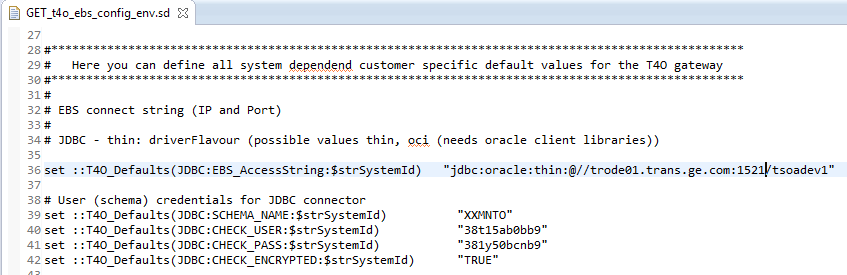 GET_t4o_ebs_config_env.sd
27
28 #*****************************************************************************************
29 #   Here you can define all system dependend customer specific default values for the T4O gateway
30 #*****************************************************************************************
31 #
32 # EBS connect string (IP and Port)
33 #
34 # JDBC - thin: driverFlavour (possible values thin, oci (needs oracle client libraries))
35
36 set ::T4O_Defaults(JDBC:EBS_AccessString:$strSystemId)   "jdbc:oracle:thin:@//trode01.trans.ge.com:1521/tsoadev1"
37
38 # User (schema) credentials for JDBC connector
39 set ::T4O_Defaults(JDBC:SCHEMA_NAME:$strSystemId)          "XXMNTO"
40 set ::T4O_Defaults(JDBC:CHECK_USER:$strSystemId)           "38t15ab0bb9"
41 set ::T4O_Defaults(JDBC:CHECK_PASS:$strSystemId)           "381y50bcnb9"
42 set ::T4O_Defaults(JDBC:CHECK_ENCRYPTED:$strSystemId)      "TRUE"